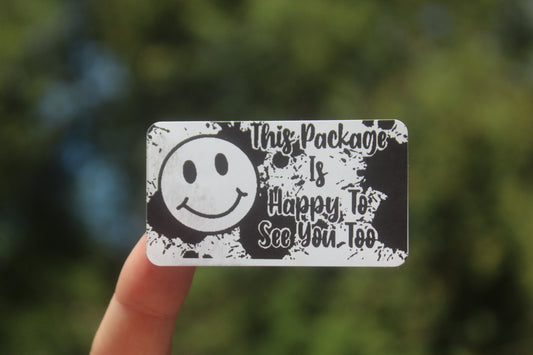 This Package
Is
Happy To
See You Too